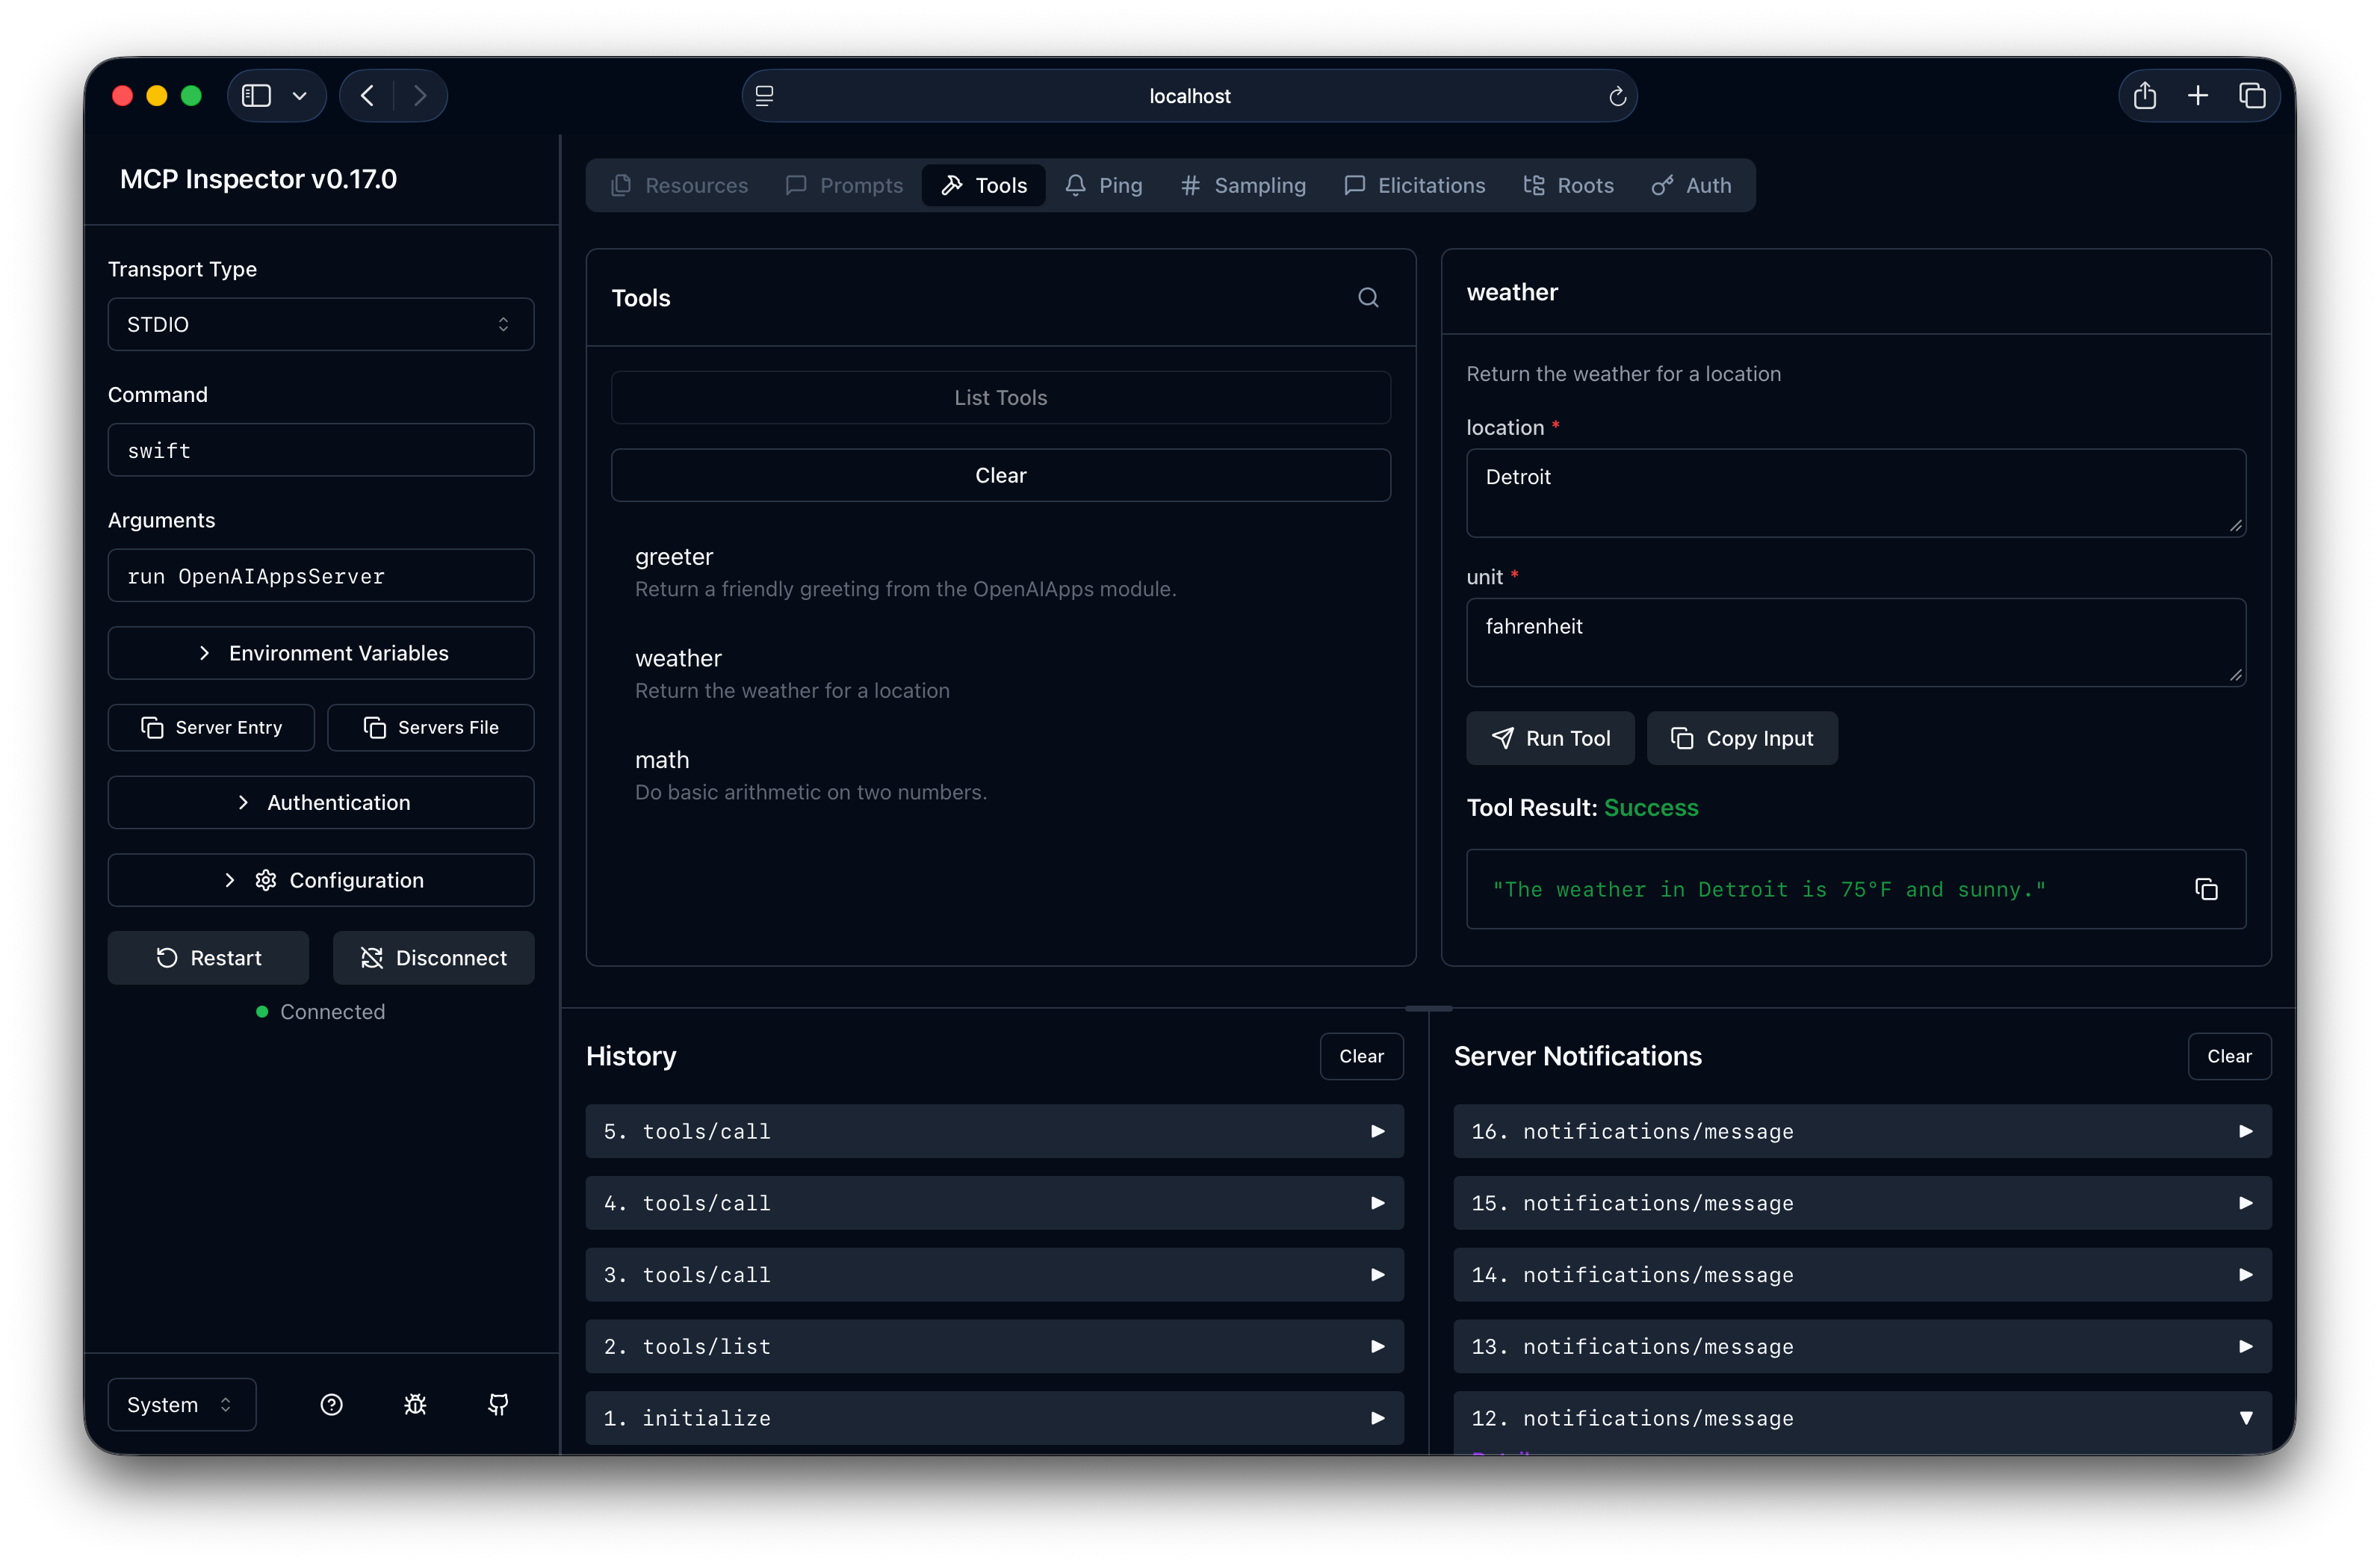 localhost
MCP Inspector v0.17.0
Transport Type
STDIO
Command
swift
Arguments
run OpenAIAppsServer
Environment Variables
Server Entry
Servers File
Authentication
Configuration
Restart
Disconnect
Connected
System
Resources
Prompts
Tools
Ping
Sampling
Elicitations
Roots
Auth
Tools
List Tools
Clear
greeter
Return a friendly greeting from the OpenAIApps module.
weather
Return the weather for a location
math
Do basic arithmetic on two numbers.
weather
Return the weather for a location
location *
Detroit
unit *
fahrenheit
Run Tool
Copy Input
Tool Result: Success
"The weather in Detroit is 75°F and sunny."
History
Clear
5. tools/call
4. tools/call
3. tools/call
2. tools/list
1. initialize
Server Notifications
Clear
16. notifications/message
15. notifications/message
14. notifications/message
13. notifications/message
12. notifications/message